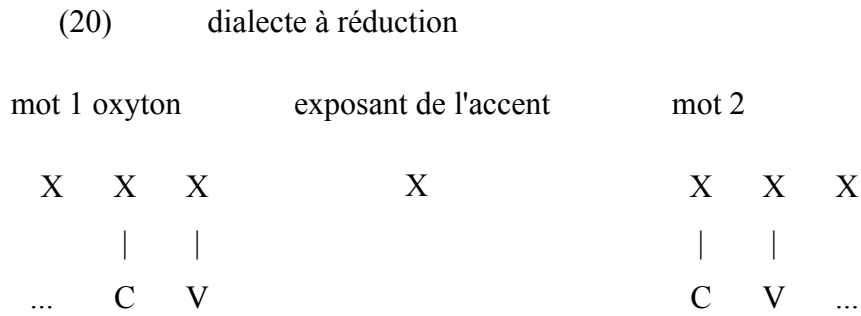 (20) dialecte à réduction
mot 1 oxyton exposant de l'accent mot 2
X X X X X X X
| | | |
... C V C V ...